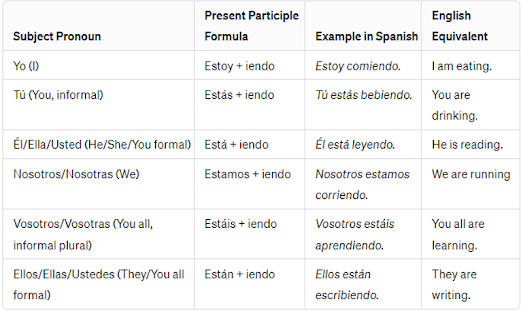 Subject Pronoun
Present Participle
Formula
Example in Spanish
English
Equivalent
Yo (I)
Estoy + iendo
Estoy comiendo.
I am eating.
Tú (You, informal)
Estás + iendo
Tú estás bebiendo.
You are
drinking.
Él/Ella/Usted (He/She/You formal)
Está + iendo
Él está leyendo.
He is reading.
Nosotros/Nosotras (We)
Estamos + iendo
Nosotros estamos
corriendo.
We are running
Vosotros/Vosotras (You all,
informal plural)
Estáis + iendo
Vosotros estáis
aprendiendo.
You all are
learning.
Ellos/Ellas/Ustedes (They/You all
formal)
Están + iendo
Ellos están
escribiendo.
They are
writing.